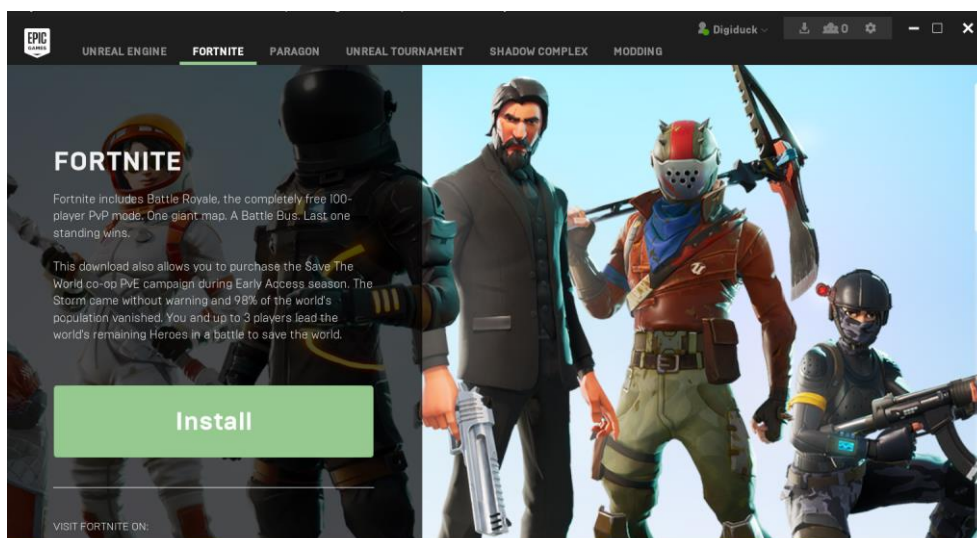 EPIC
GAMES
Digiduck
0
UNREAL ENGINE FORTNITE PARAGON UNREAL TOURNAMENT SHADOW COMPLEX MODDING
FORTNITE
Fortnite includes Battle Royale, the completely free 100-
player PvP mode. One giant map. A Battle Bus. Last one
standing wins.
This download also allows you to purchase the Save The
World co-op PvE campaign during Early Access season. The
Storm came without warning and 98% of the world's
population vanished. You and up to 3 players lead the
world's remaining Heroes in a battle to save the world.
Install
VISIT FORTNITE ON: